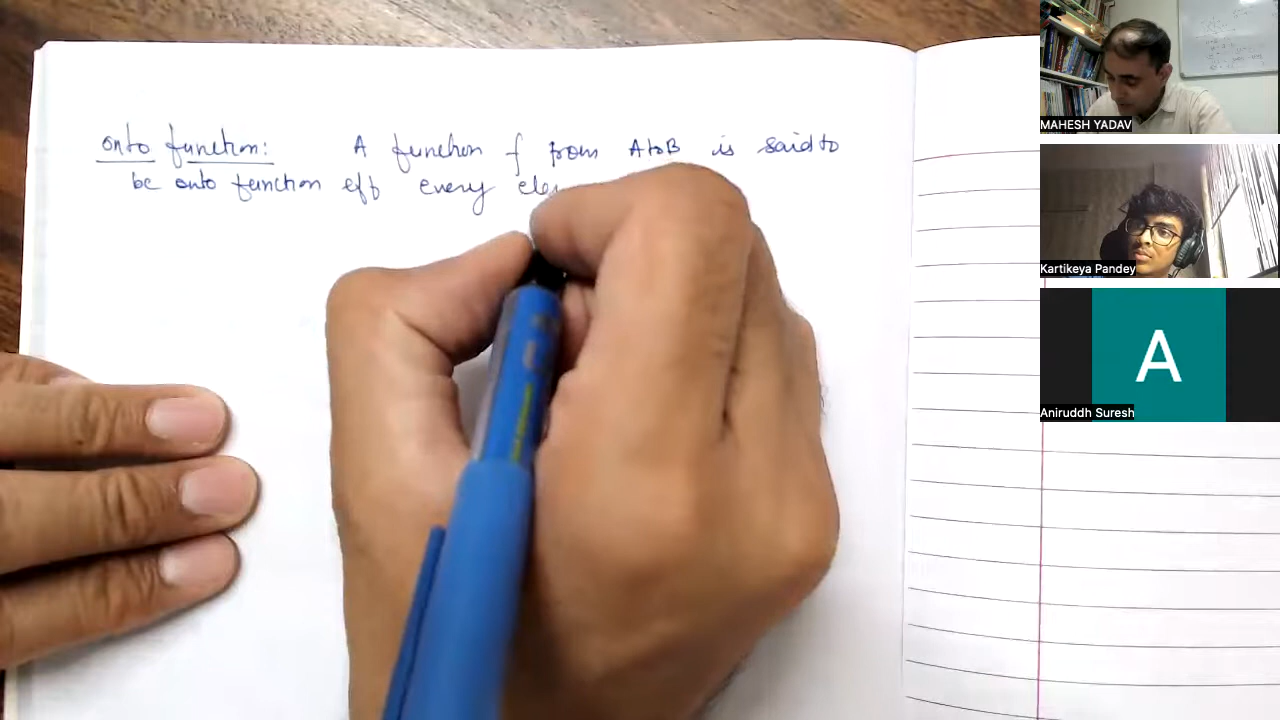 onto function: A function f from A to B is said to
be onto function iff every ele
MAHESH YADAV
Kartikeya Pandey
A
Aniruddh Suresh